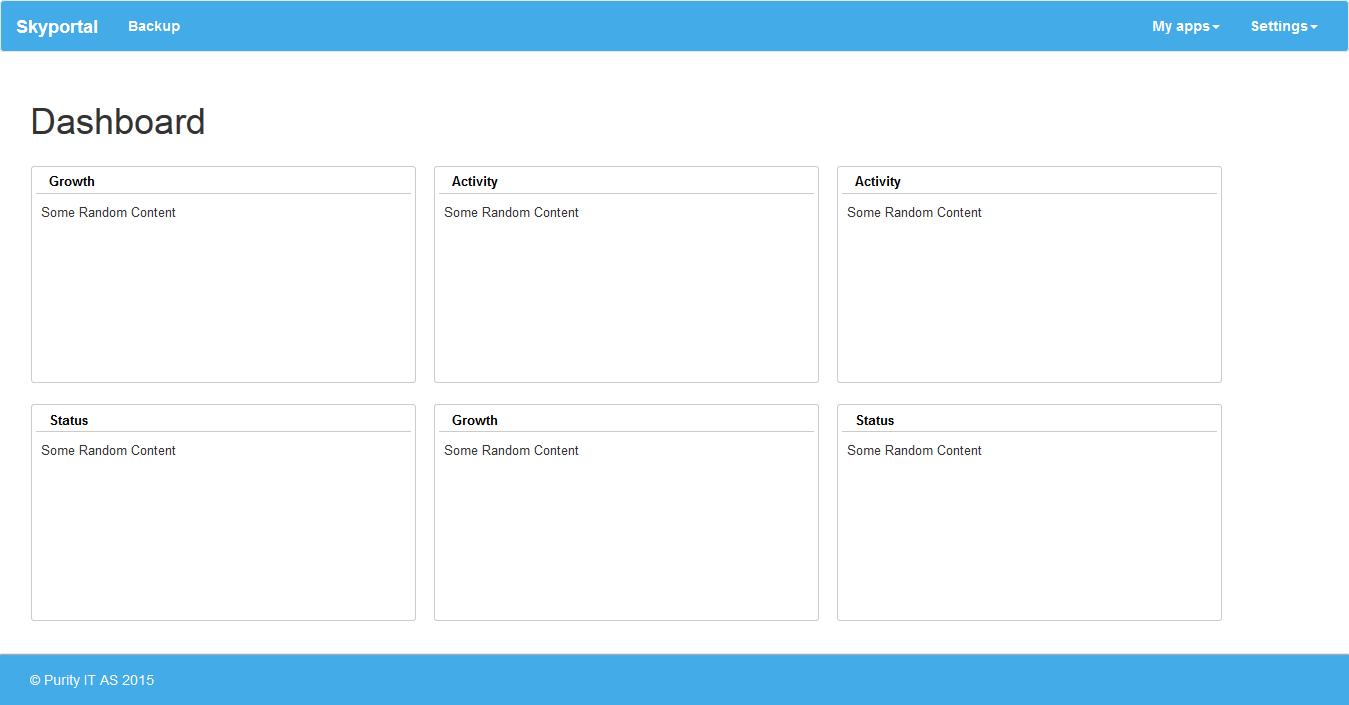 Skyportal Backup My apps Settings
Dashboard
Growth Activity Activity
Some Random Content Some Random Content Some Random Content
Status Growth Status
Some Random Content Some Random Content Some Random Content
© Purity IT AS 2015